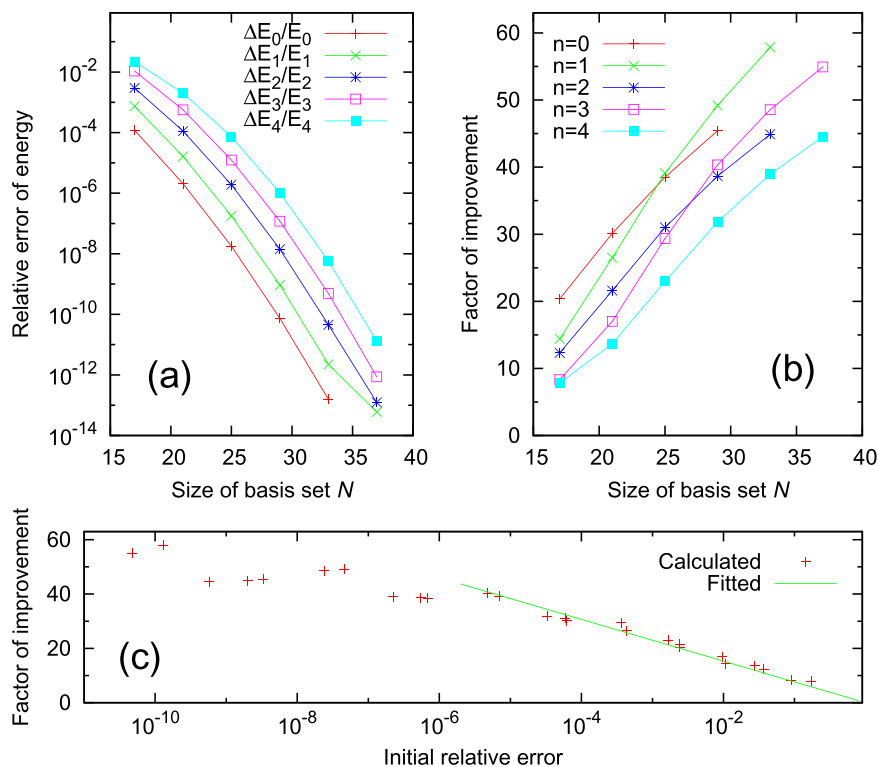 ΔE₀/E₀
ΔE₁/E₁
ΔE₂/E₂
ΔE₃/E₃
ΔE₄/E₄
10⁻²
10⁻⁴
10⁻⁶
10⁻⁸
10⁻¹⁰
10⁻¹²
10⁻¹⁴
Relative error of energy
(a)
15 20 25 30 35 40
Size of basis set N
n=0
n=1
n=2
n=3
n=4
60
50
40
30
20
10
0
Factor of improvement
(b)
15 20 25 30 35 40
Size of basis set N
60
40
20
0
Factor of improvement
Calculated
Fitted
(c)
10⁻¹⁰ 10⁻⁸ 10⁻⁶ 10⁻⁴ 10⁻²
Initial relative error